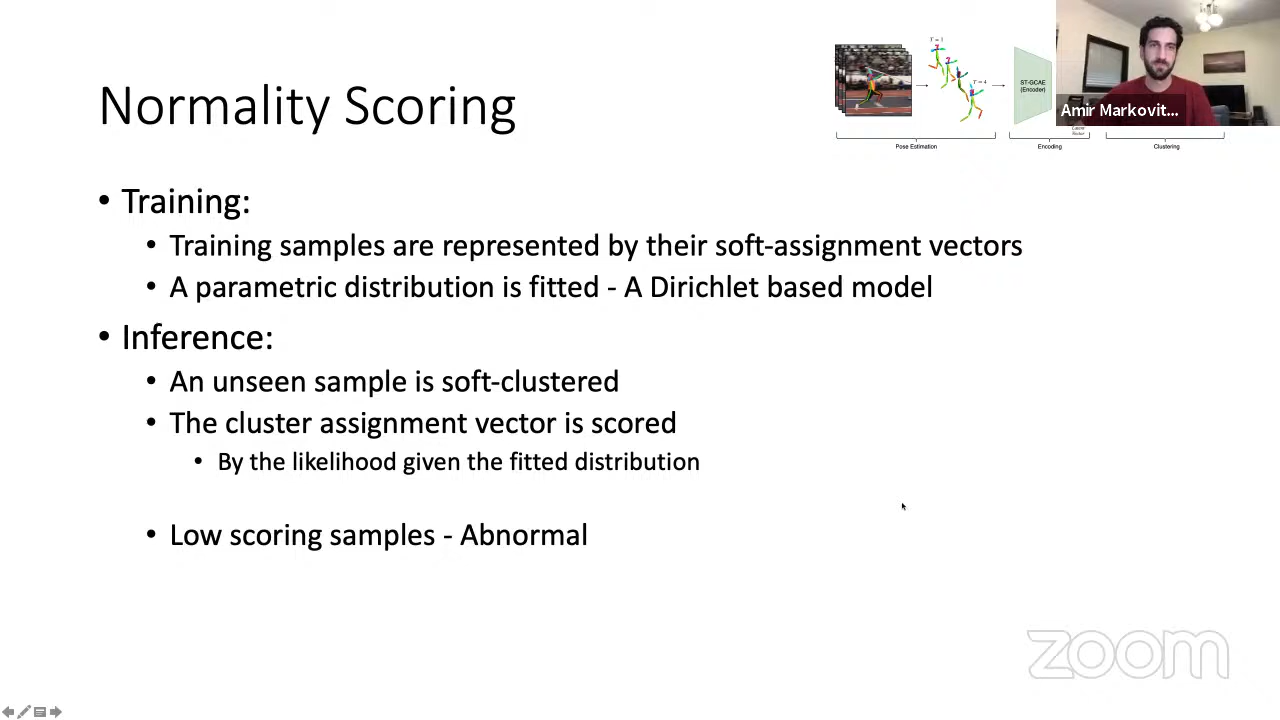 Normality Scoring
T = 1
T = 4
ST-GCAE
(Encoder)
Pose Estimation
Encoding
Clustering
Amir Markovit...
• Training:
• Training samples are represented by their soft-assignment vectors
• A parametric distribution is fitted - A Dirichlet based model
• Inference:
• An unseen sample is soft-clustered
• The cluster assignment vector is scored
• By the likelihood given the fitted distribution
• Low scoring samples - Abnormal
zoom